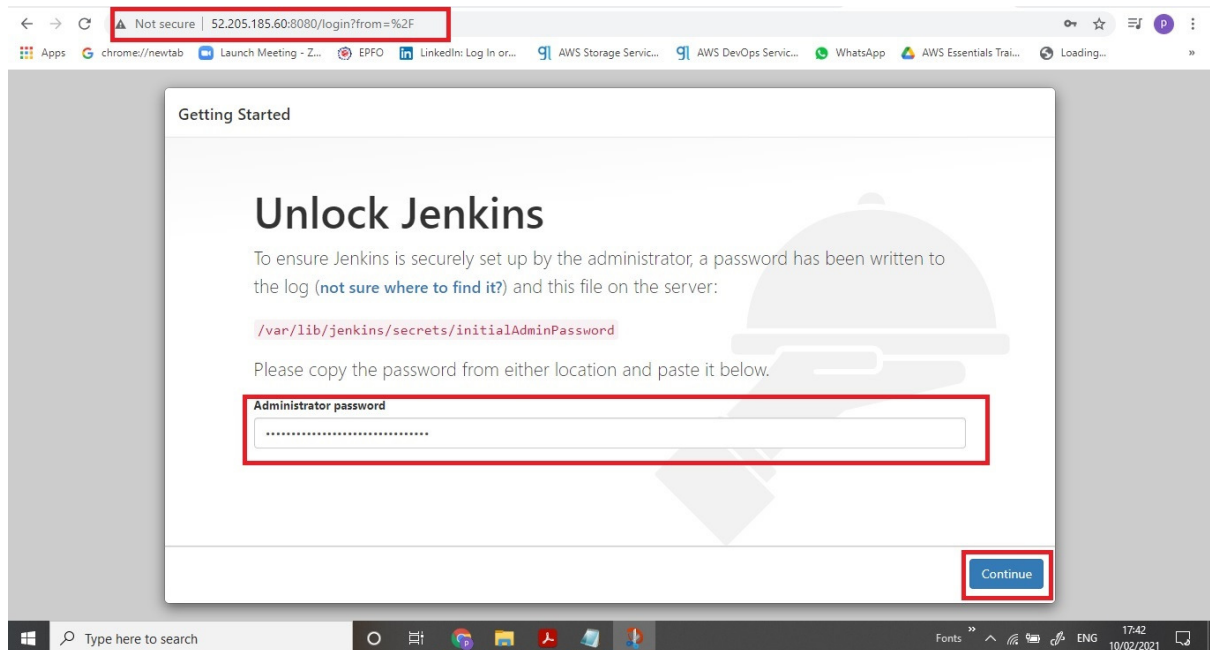 Not secure | 52.205.185.60:8080/login?from=%2F
P
Apps chrome://newtab Launch Meeting - Z... EPFO LinkedIn: Log In or... AWS Storage Servic... AWS DevOps Servic... WhatsApp AWS Essentials Trai... Loading... »
Getting Started
Unlock Jenkins
To ensure Jenkins is securely set up by the administrator, a password has been written to
the log (not sure where to find it?) and this file on the server:
/var/lib/jenkins/secrets/initialAdminPassword
Please copy the password from either location and paste it below.
Administrator password
••••••••••••••••••••••••••••••••
Continue
Type here to search Fonts » ENG 17:42
10/02/2021